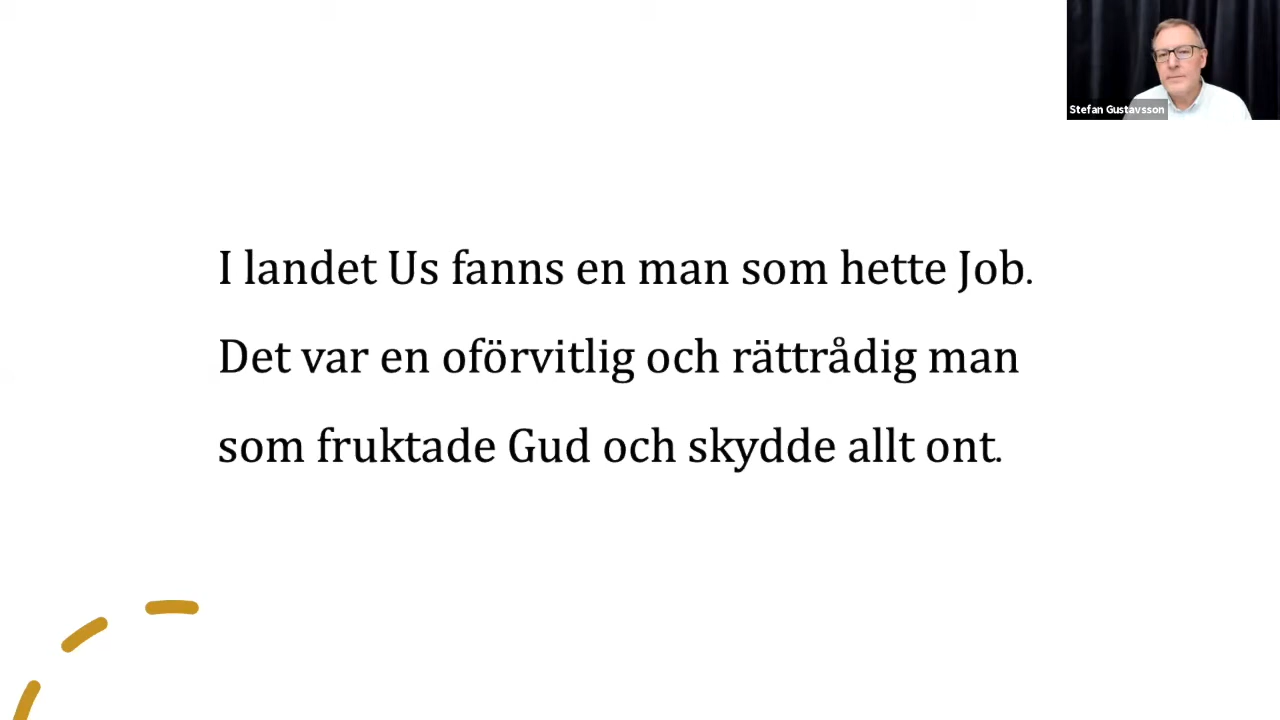 Stefan Gustavsson
I landet Us fanns en man som hette Job.
Det var en oförvitlig och rättrådig man
som fruktade Gud och skydde allt ont.